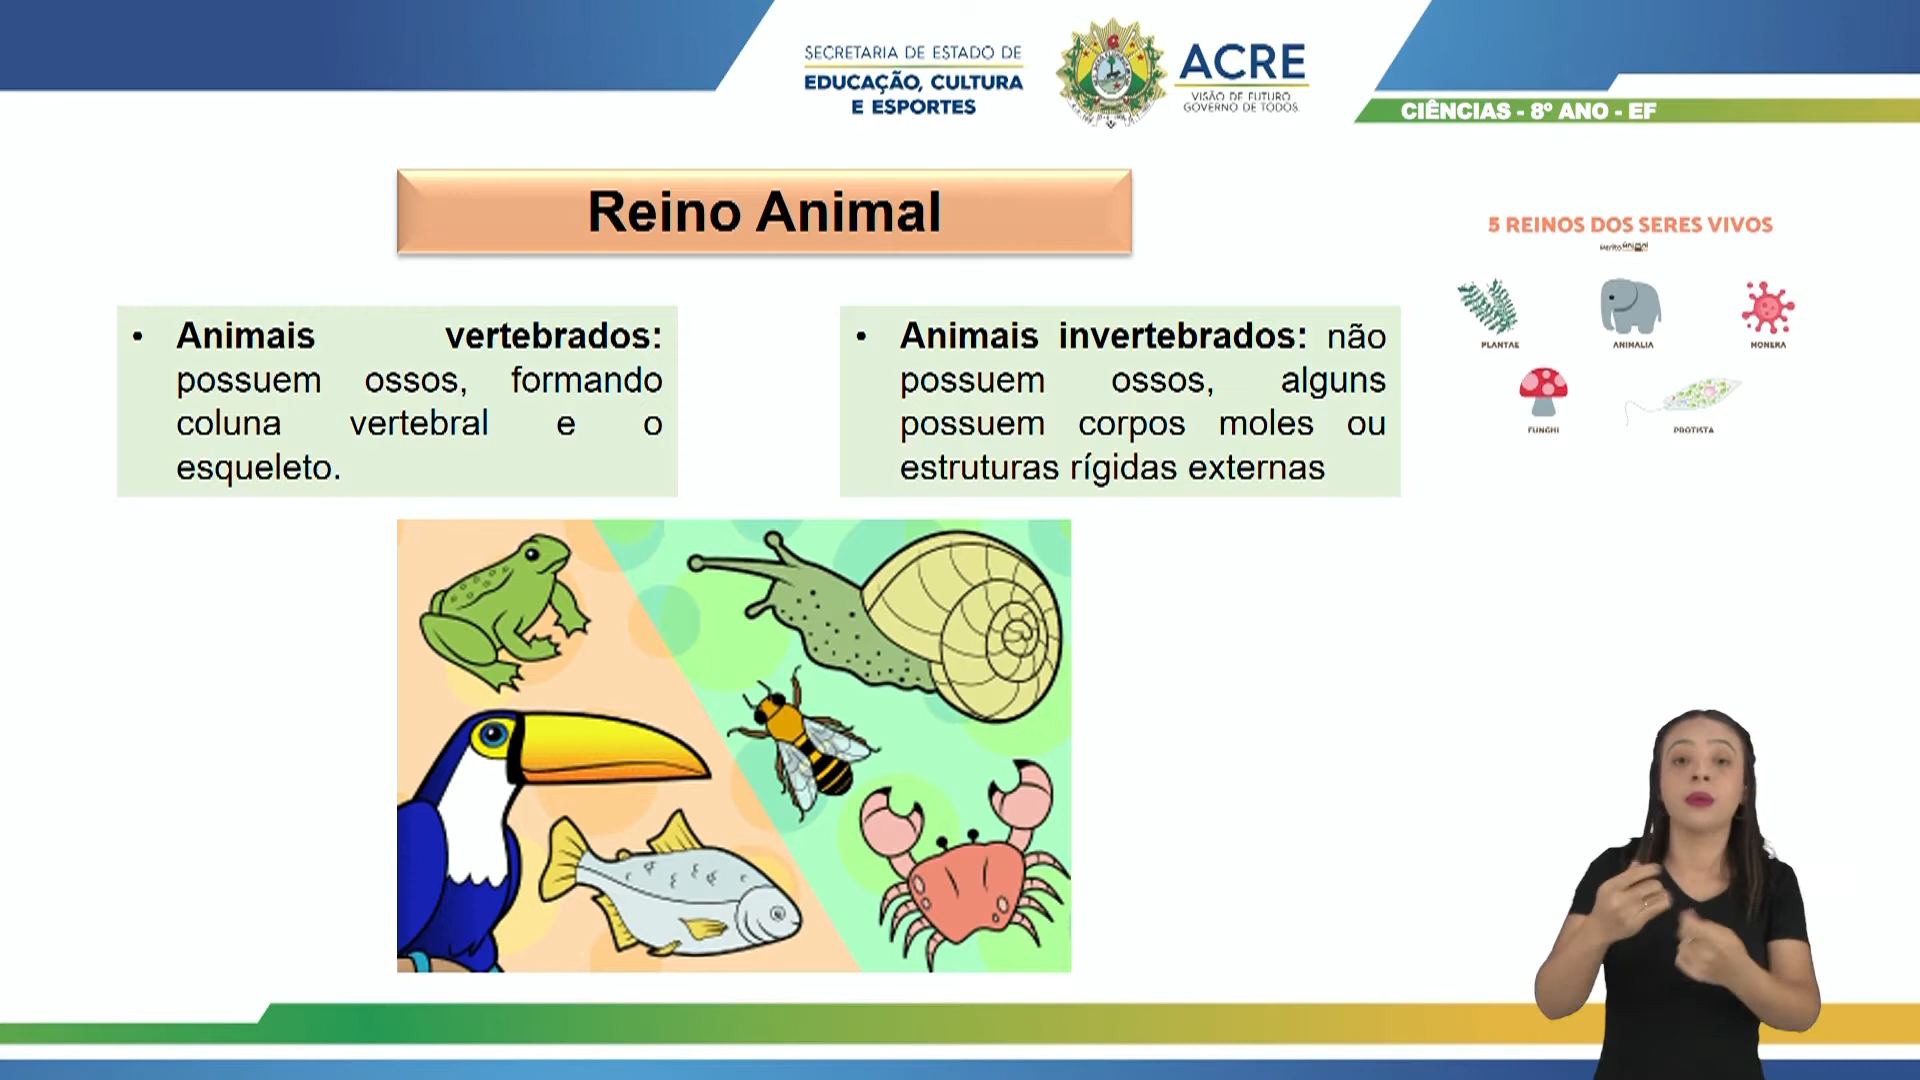 SECRETARIA DE ESTADO DE
EDUCAÇÃO, CULTURA
E ESPORTES
ACRE
VISÃO DE FUTURO
GOVERNO DE TODOS.
CIÊNCIAS - 8º ANO - EF
Reino Animal
• Animais vertebrados:
possuem ossos, formando
coluna vertebral e o
esqueleto.
• Animais invertebrados: não
possuem ossos, alguns
possuem corpos moles ou
estruturas rígidas externas
5 REINOS DOS SERES VIVOS
PLANTAE
ANIMALIA
MONERA
FUNGHI
PROTISTA